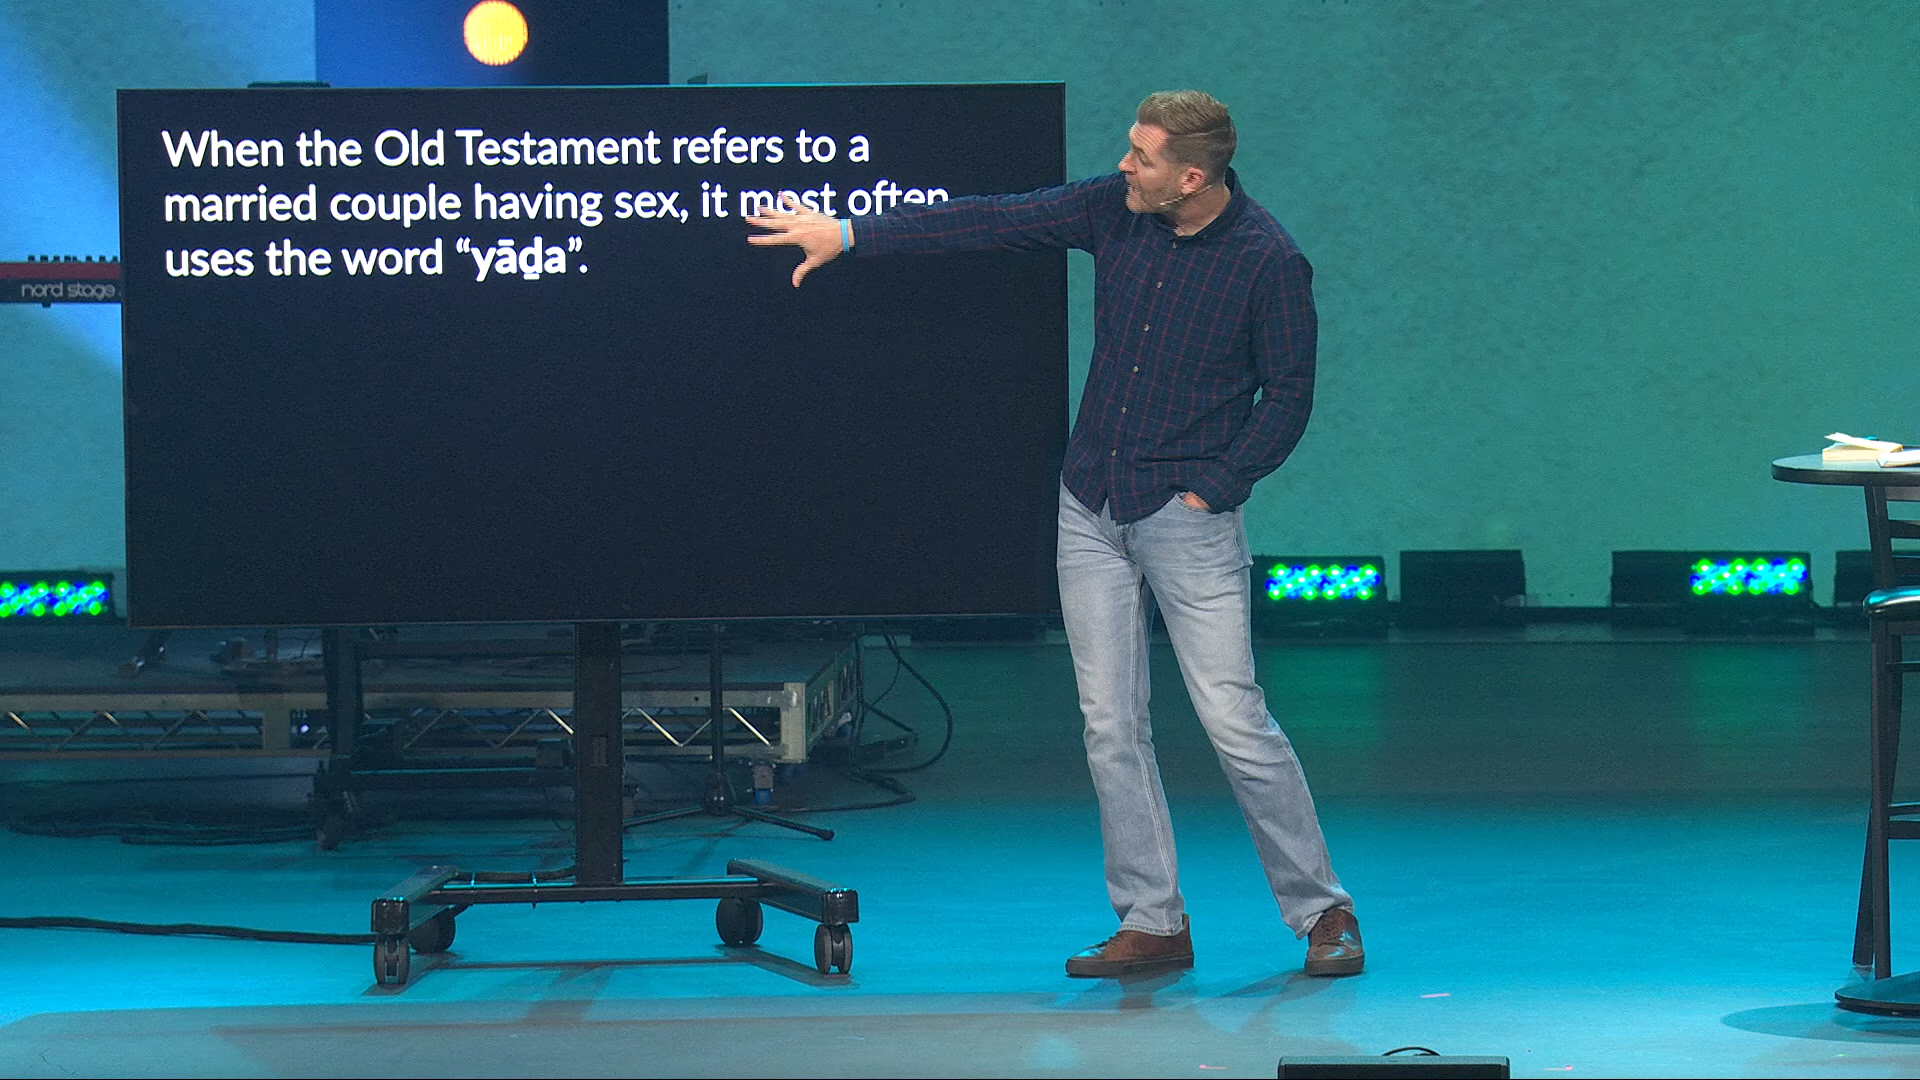 When the Old Testament refers to a
married couple having sex, it most often
uses the word “yāḏa”.
nord stage